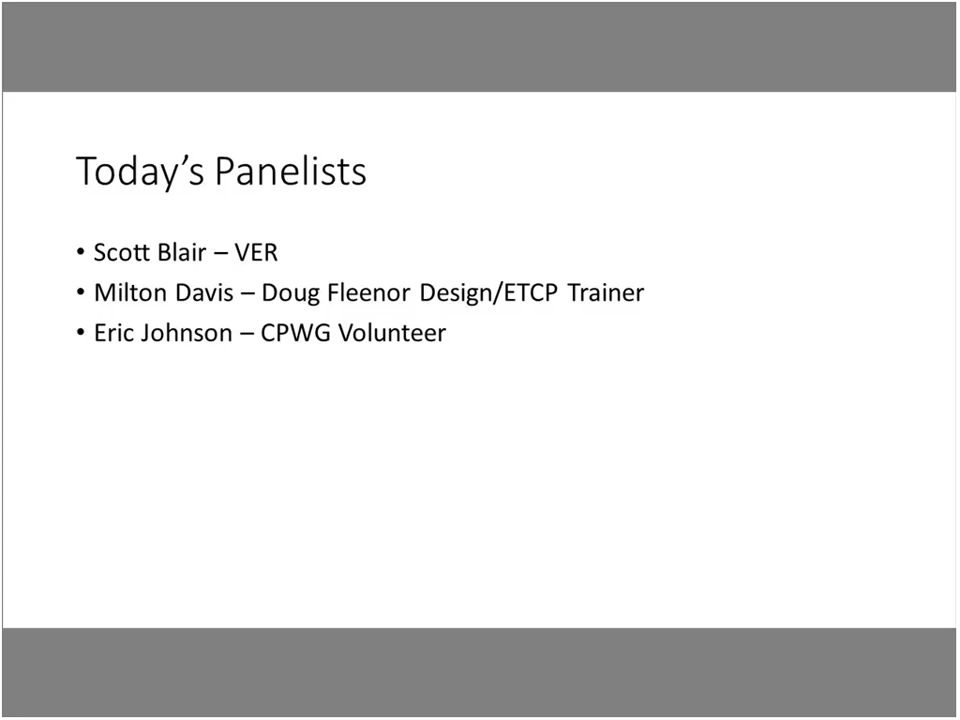 Today’s Panelists
• Scott Blair – VER
• Milton Davis – Doug Fleenor Design/ETCP Trainer
• Eric Johnson – CPWG Volunteer